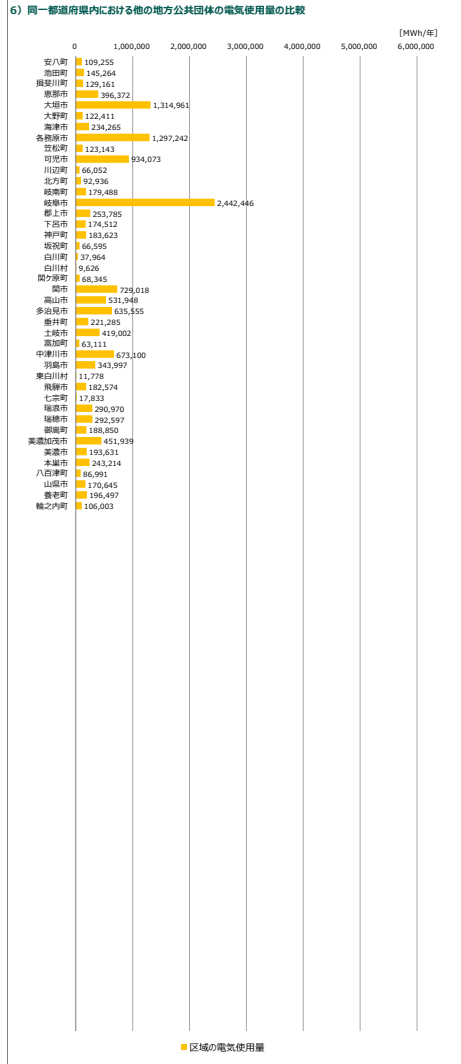 6）同一都道府県内における他の地方公共団体の電気使用量の比較
[MWh/年]
0 1,000,000 2,000,000 3,000,000 4,000,000 5,000,000 6,000,000
安八町 109,255
池田町 145,264
揖斐川町 129,161
恵那市 396,372
大垣市 1,314,961
大野町 122,411
海津市 234,265
各務原市 1,297,242
笠松町 123,143
可児市 934,073
川辺町 66,052
北方町 92,936
岐南町 179,488
岐阜市 2,442,446
郡上市 253,785
下呂市 174,512
神戸町 183,623
坂祝町 66,595
白川町 37,964
白川村 9,626
関ケ原町 68,345
関市 729,018
高山市 531,948
多治見市 635,555
垂井町 221,285
土岐市 419,002
富加町 63,111
中津川市 673,100
羽島市 343,997
東白川村 11,778
飛騨市 182,574
七宗町 17,833
瑞浪市 290,970
瑞穂市 292,597
御嵩町 188,850
美濃加茂市 451,939
美濃市 193,631
本巣市 243,214
八百津町 86,991
山県市 170,645
養老町 196,497
輪之内町 106,003
区域の電気使用量